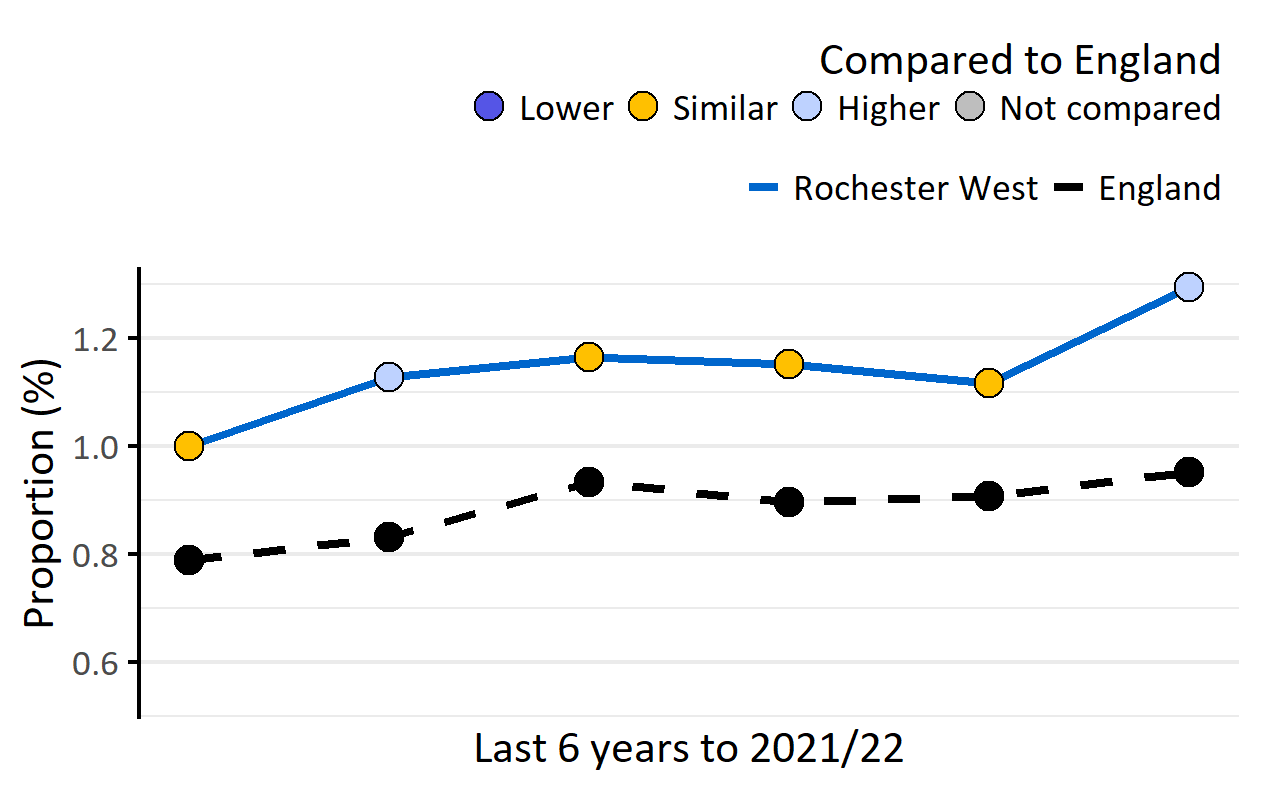 Compared to England
Lower Similar Higher Not compared
Rochester West England
Proportion (%)
1.2
1.0
0.8
0.6
Last 6 years to 2021/22